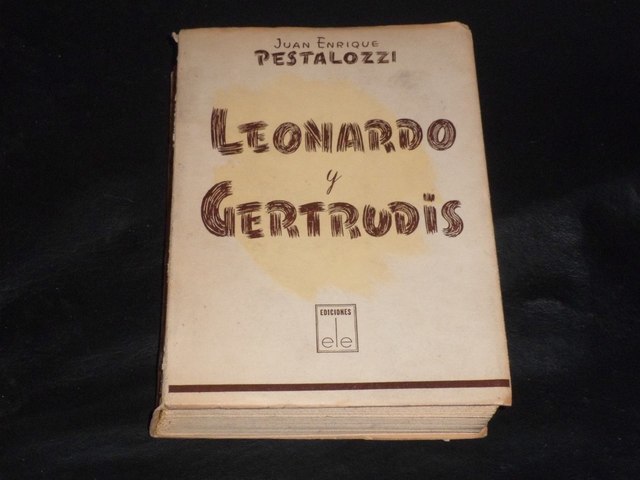 JUAN ENRIQUE
PESTALOZZI
LEONARDO
y
GERTRUDIS
EDICIONES
ele